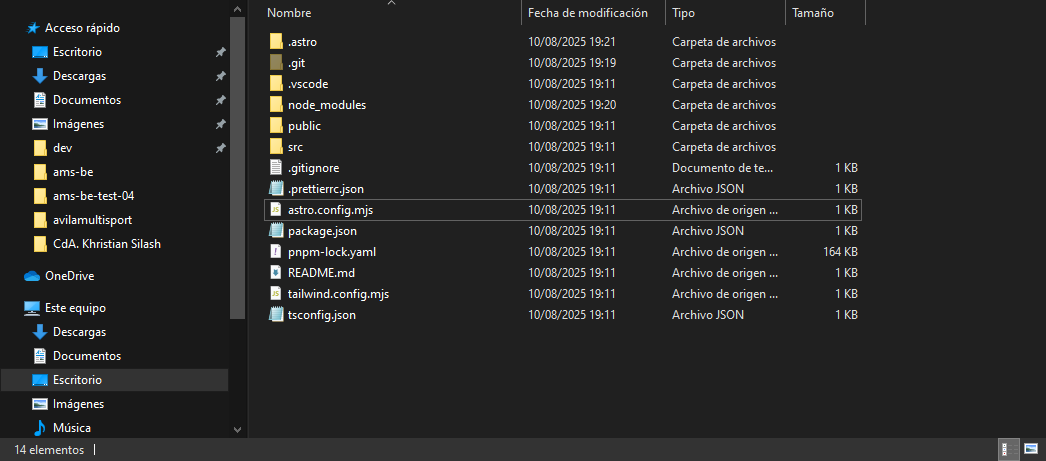 Acceso rápido
Escritorio
Descargas
Documentos
Imágenes
dev
ams-be
ams-be-test-04
avilamultisport
CdA. Khristian Silash
OneDrive
Este equipo
Descargas
Documentos
Escritorio
Imágenes
Música
Nombre Fecha de modificación Tipo Tamaño
.astro 10/08/2025 19:21 Carpeta de archivos
.git 10/08/2025 19:19 Carpeta de archivos
.vscode 10/08/2025 19:11 Carpeta de archivos
node_modules 10/08/2025 19:20 Carpeta de archivos
public 10/08/2025 19:11 Carpeta de archivos
src 10/08/2025 19:11 Carpeta de archivos
.gitignore 10/08/2025 19:11 Documento de te... 1 KB
.prettierrc.json 10/08/2025 19:11 Archivo JSON 1 KB
astro.config.mjs 10/08/2025 19:11 Archivo de origen ... 1 KB
package.json 10/08/2025 19:11 Archivo JSON 1 KB
pnpm-lock.yaml 10/08/2025 19:11 Archivo de origen ... 164 KB
README.md 10/08/2025 19:11 Archivo de origen ... 1 KB
tailwind.config.mjs 10/08/2025 19:11 Archivo de origen ... 1 KB
tsconfig.json 10/08/2025 19:11 Archivo JSON 1 KB
14 elementos